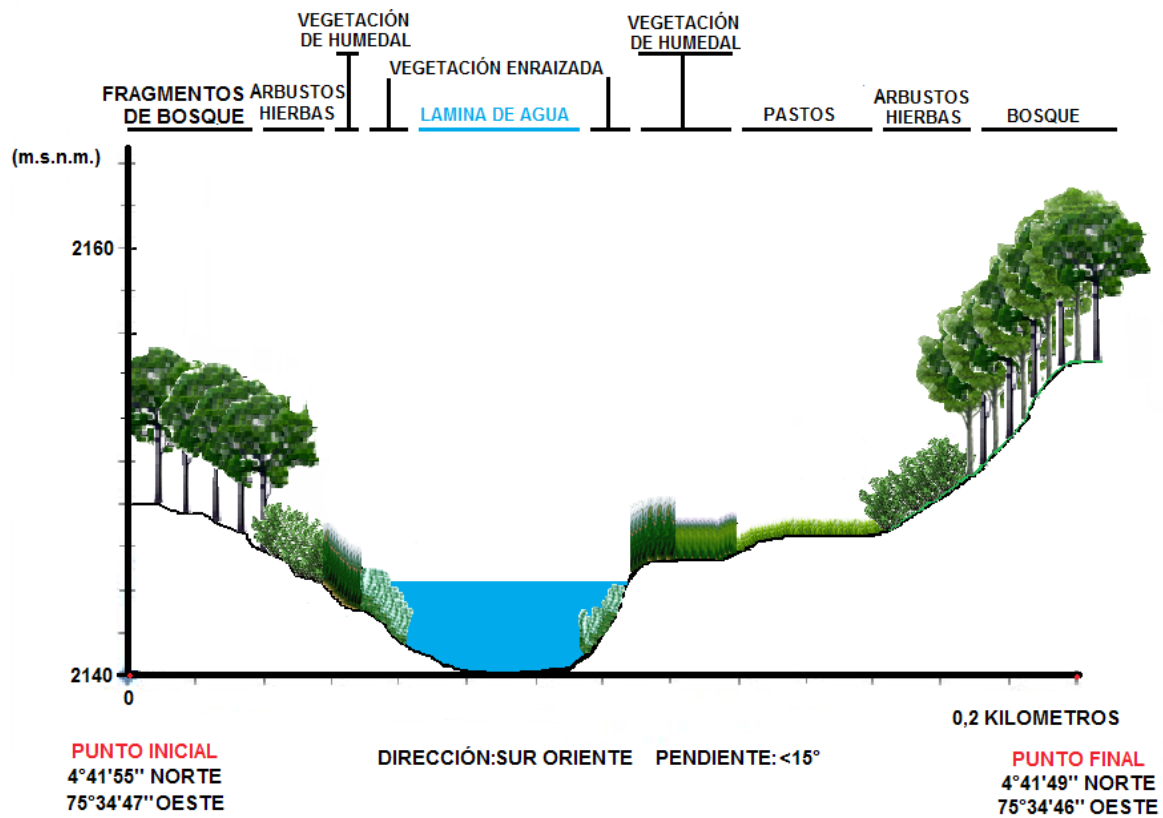 VEGETACIÓN
DE HUMEDAL
VEGETACIÓN
DE HUMEDAL
VEGETACIÓN ENRAIZADA
FRAGMENTOS
DE BOSQUE
ARBUSTOS
HIERBAS
LAMINA DE AGUA
PASTOS
ARBUSTOS
HIERBAS
BOSQUE
(m.s.n.m.)
2160
2140
0
0,2 KILOMETROS
PUNTO INICIAL
4°41'55'' NORTE
75°34'47'' OESTE
DIRECCIÓN:SUR ORIENTE PENDIENTE: <15°
PUNTO FINAL
4°41'49'' NORTE
75°34'46'' OESTE